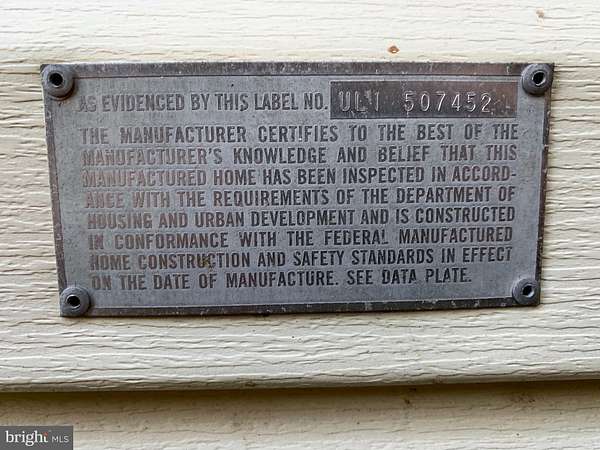 AS EVIDENCED BY THIS LABEL NO. ULI 507452
THE MANUFACTURER CERTIFIES TO THE BEST OF THE
MANUFACTURER'S KNOWLEDGE AND BELIEF THAT THIS
MANUFACTURED HOME HAS BEEN INSPECTED IN ACCORD-
ANCE WITH THE REQUIREMENTS OF THE DEPARTMENT OF
HOUSING AND URBAN DEVELOPMENT AND IS CONSTRUCTED
IN CONFORMANCE WITH THE FEDERAL MANUFACTURED
HOME CONSTRUCTION AND SAFETY STANDARDS IN EFFECT
ON THE DATE OF MANUFACTURE. SEE DATA PLATE.
bright MLS